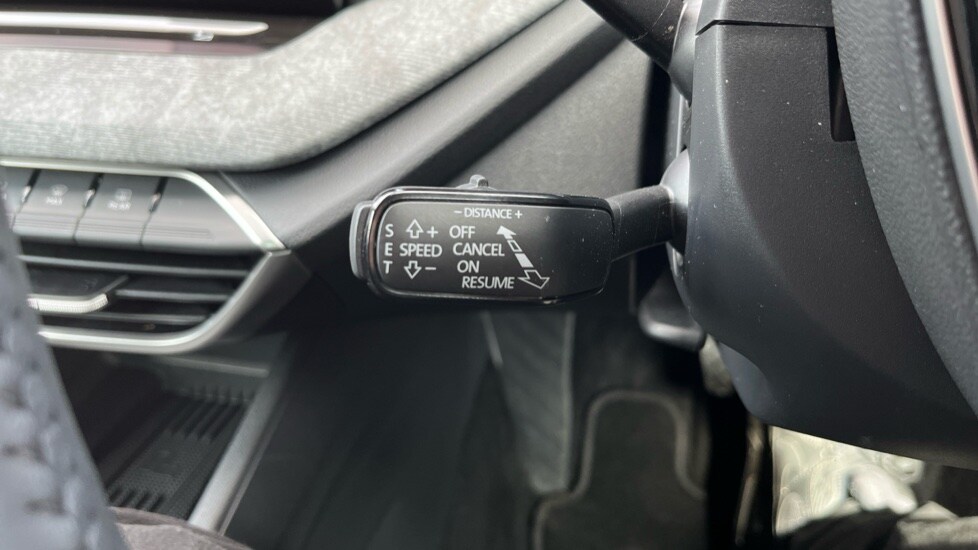 – DISTANCE +
S + OFF
E SPEED CANCEL
T – ON
RESUME